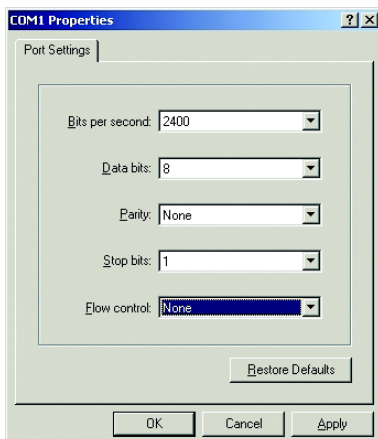 COM1 Properties
Port Settings
Bits per second: 2400
Data bits: 8
Parity: None
Stop bits: 1
Flow control: None
Restore Defaults
OK Cancel Apply